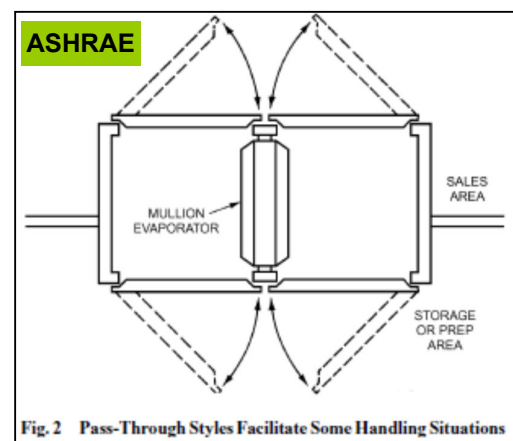 ASHRAE
SALES
AREA
MULLION
EVAPORATOR
STORAGE
OR PREP
AREA
Fig. 2 Pass-Through Styles Facilitate Some Handling Situations